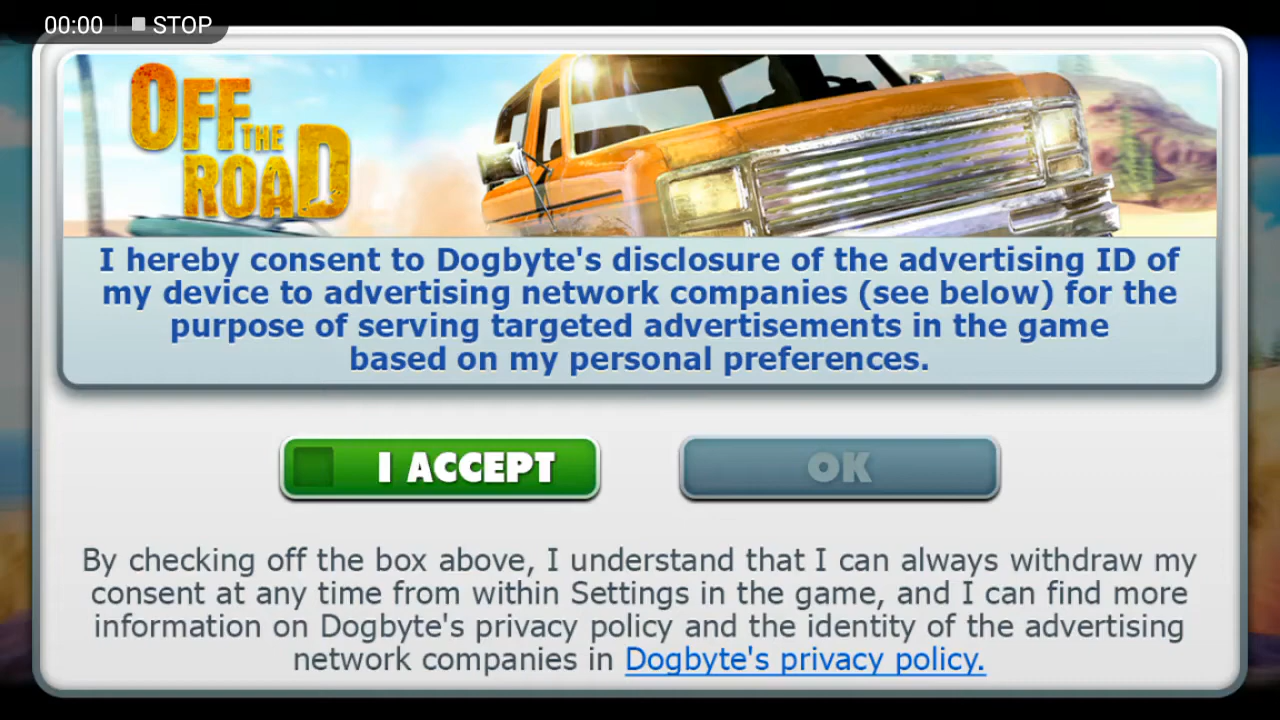 00:00 STOP
OFF
THE
ROAD
I hereby consent to Dogbyte's disclosure of the advertising ID of
my device to advertising network companies (see below) for the
purpose of serving targeted advertisements in the game
based on my personal preferences.
I ACCEPT
OK
By checking off the box above, I understand that I can always withdraw my
consent at any time from within Settings in the game, and I can find more
information on Dogbyte's privacy policy and the identity of the advertising
network companies in Dogbyte's privacy policy.